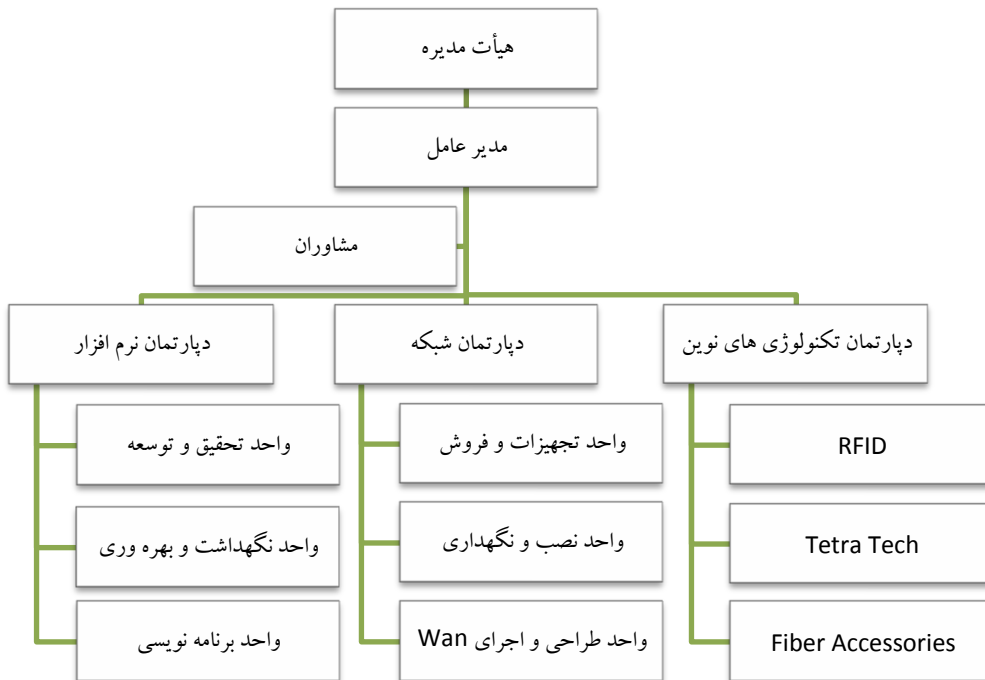 هیأت مدیره
مدیر عامل
مشاوران
دپارتمان تکنولوژی های نوین
دپارتمان شبکه
دپارتمان نرم افزار
RFID
واحد تجهیزات و فروش
واحد تحقیق و توسعه
Tetra Tech
واحد نصب و نگهداری
واحد نگهداشت و بهره وری
Fiber Accessories
واحد طراحی و اجرای Wan
واحد برنامه نویسی